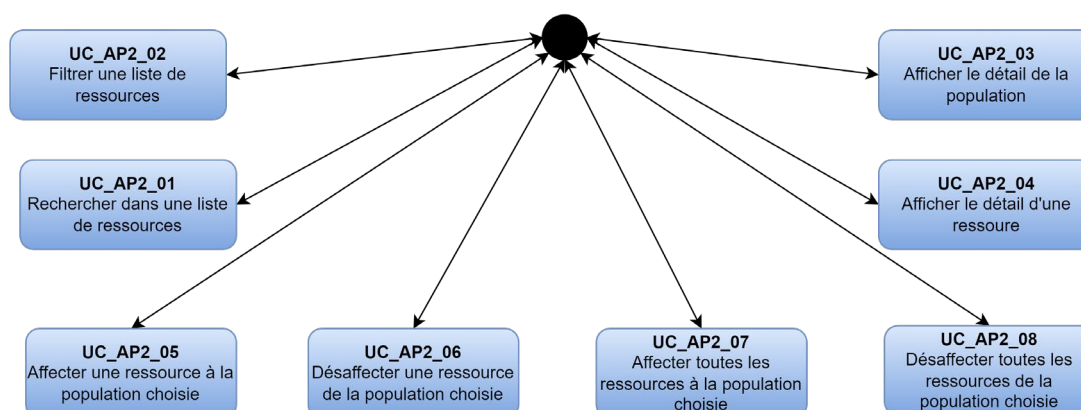 UC_AP2_02
Filtrer une liste de
ressources
UC_AP2_03
Afficher le détail de la
population
UC_AP2_01
Rechercher dans une liste
de ressources
UC_AP2_04
Afficher le détail d'une
ressoure
UC_AP2_05
Affecter une ressource à la
population choisie
UC_AP2_06
Désaffecter une ressource
de la population choisie
UC_AP2_07
Affecter toutes les
ressources à la population
choisie
UC_AP2_08
Désaffecter toutes les
ressources de la
population choisie